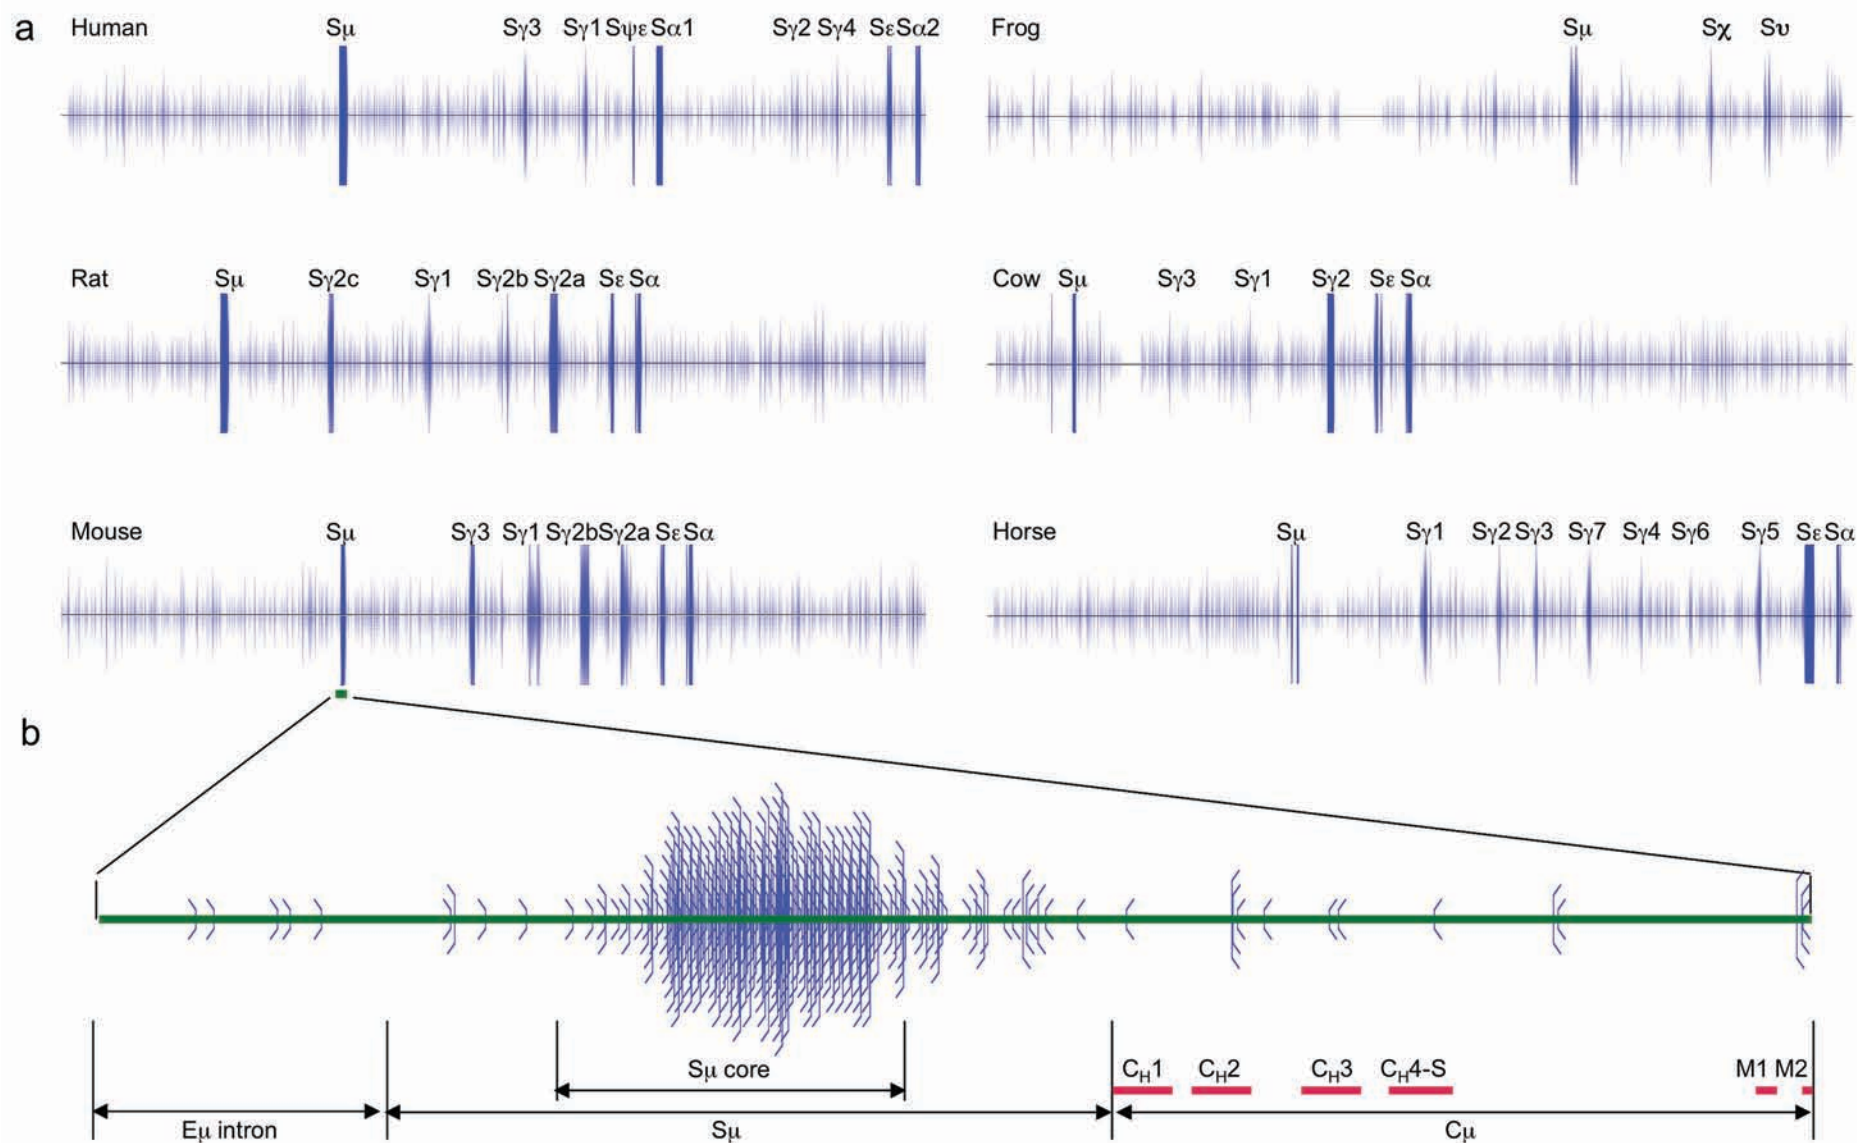 a
Human Sμ Sγ3 Sγ1 Sψε Sα1 Sγ2 Sγ4 Sε Sα2
Frog Sμ Sχ Sυ
Rat Sμ Sγ2c Sγ1 Sγ2b Sγ2a Sε Sα
Cow Sμ Sγ3 Sγ1 Sγ2 Sε Sα
Mouse Sμ Sγ3 Sγ1 Sγ2b Sγ2a Sε Sα
Horse Sμ Sγ1 Sγ2 Sγ3 Sγ7 Sγ4 Sγ6 Sγ5 Sε Sα
b
Sμ core
CH1 CH2 CH3 CH4-S M1 M2
Eμ intron Sμ Cμ